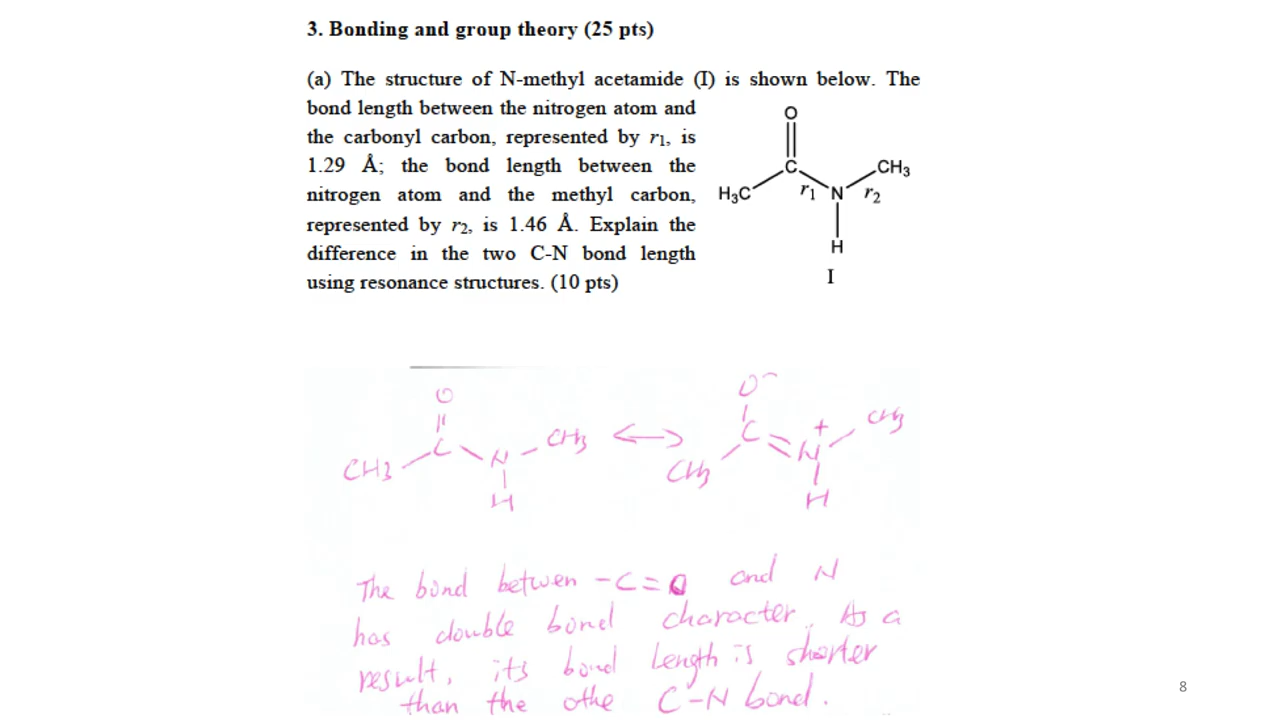 3. Bonding and group theory (25 pts)
(a) The structure of N-methyl acetamide (I) is shown below. The
bond length between the nitrogen atom and
the carbonyl carbon, represented by r1, is
1.29 Å; the bond length between the
nitrogen atom and the methyl carbon,
represented by r2, is 1.46 Å. Explain the
difference in the two C-N bond length
using resonance structures. (10 pts)
O
C
CH3
H3C
r1
N
r2
H
I
O
C
CH3
N
CH3
H
↔
O⁻
C
CH3
N
+
CH3
H
The bond betwen -C=O and N
has double bond character. As a
result, its bond length is shorter
than the othe C-N bond.
8